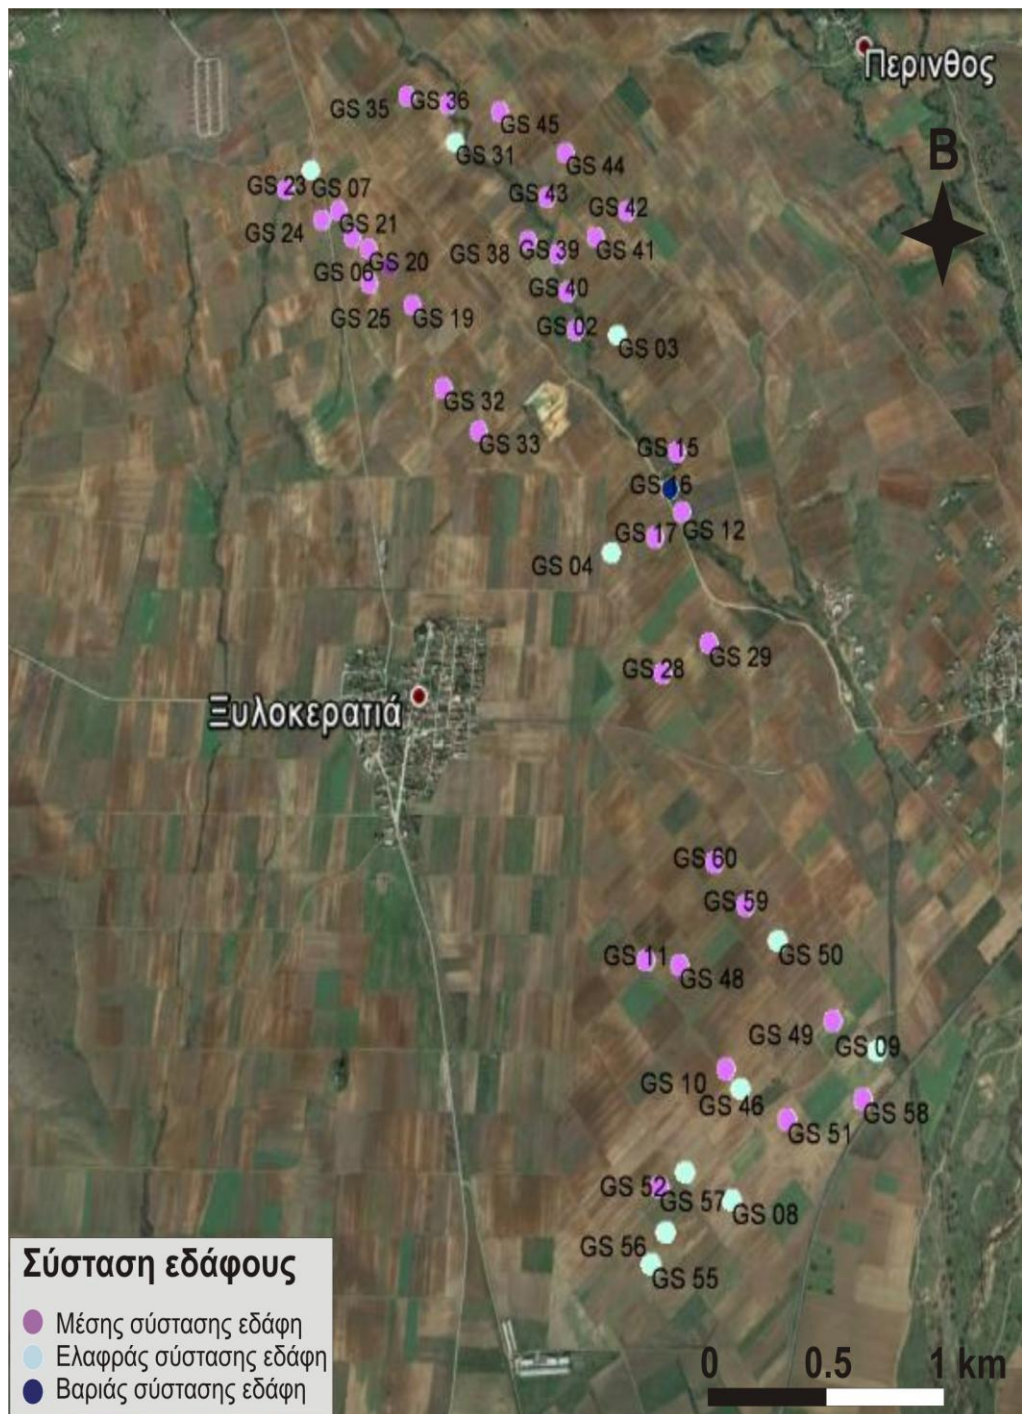 Περινθος
GS 35
GS 36
GS 45
GS 31
GS 44
B
GS 23
GS 07
GS 43
GS 42
GS 24
GS 21
GS 38
GS 39
GS 41
GS 20
GS 06
GS 40
GS 25
GS 19
GS 02
GS 03
GS 32
GS 33
GS 15
GS 16
GS 17
GS 12
GS 04
GS 29
GS 28
Ξυλοκερατιά
GS 60
GS 59
GS 50
GS 11
GS 48
GS 49
GS 09
GS 10
GS 46
GS 58
GS 51
GS 52
GS 57
GS 08
GS 56
GS 55
Σύσταση εδάφους
Μέσης σύστασης εδάφη
Ελαφράς σύστασης εδάφη
Βαριάς σύστασης εδάφη
0 0.5 1 km